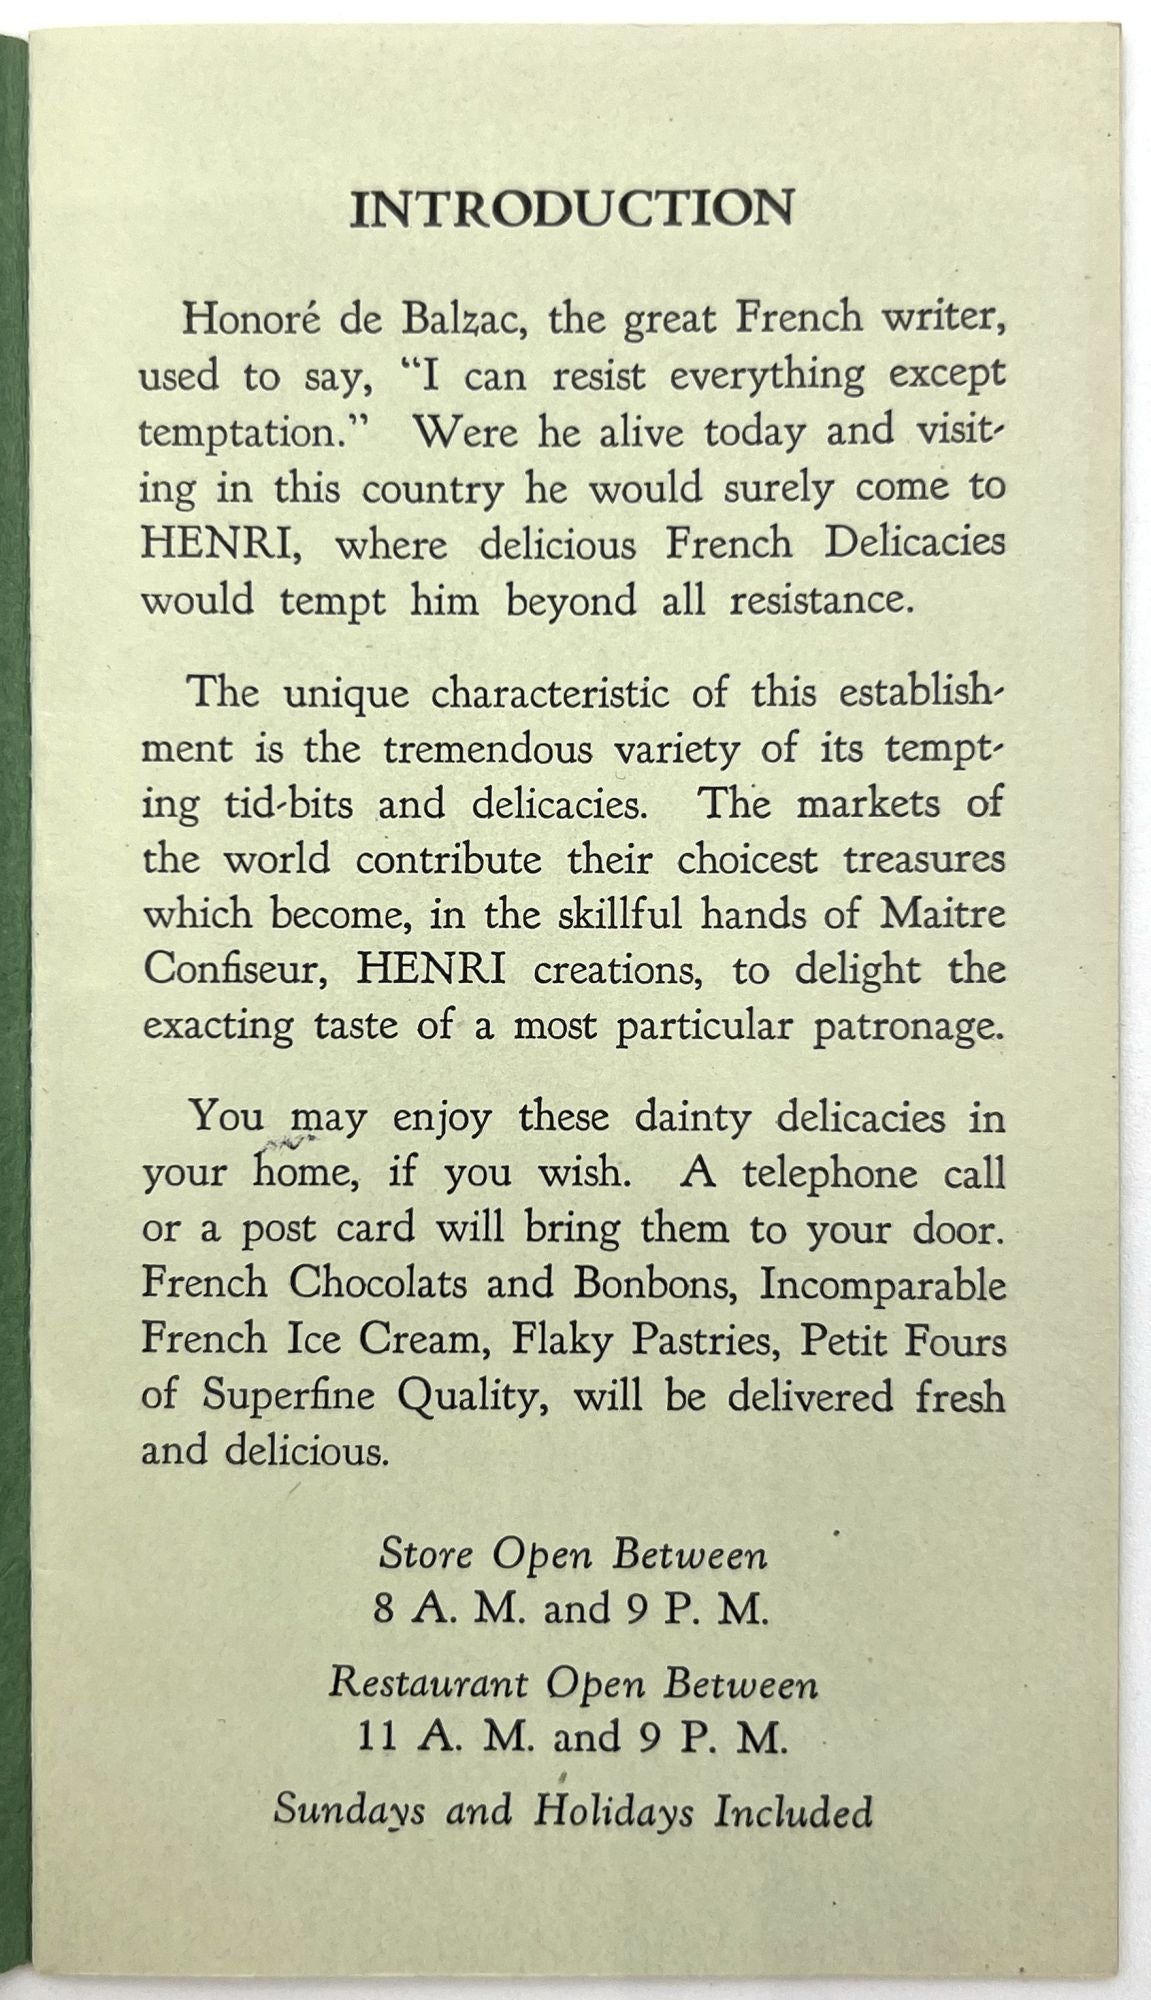 INTRODUCTION
Honoré de Balzac, the great French writer,
used to say, “I can resist everything except
temptation.” Were he alive today and visit-
ing in this country he would surely come to
HENRI, where delicious French Delicacies
would tempt him beyond all resistance.
The unique characteristic of this establish-
ment is the tremendous variety of its tempt-
ing tid-bits and delicacies. The markets of
the world contribute their choicest treasures
which become, in the skillful hands of Maitre
Confiseur, HENRI creations, to delight the
exacting taste of a most particular patronage.
You may enjoy these dainty delicacies in
your home, if you wish. A telephone call
or a post card will bring them to your door.
French Chocolats and Bonbons, Incomparable
French Ice Cream, Flaky Pastries, Petit Fours
of Superfine Quality, will be delivered fresh
and delicious.
Store Open Between
8 A. M. and 9 P. M.
Restaurant Open Between
11 A. M. and 9 P. M.
Sundays and Holidays Included